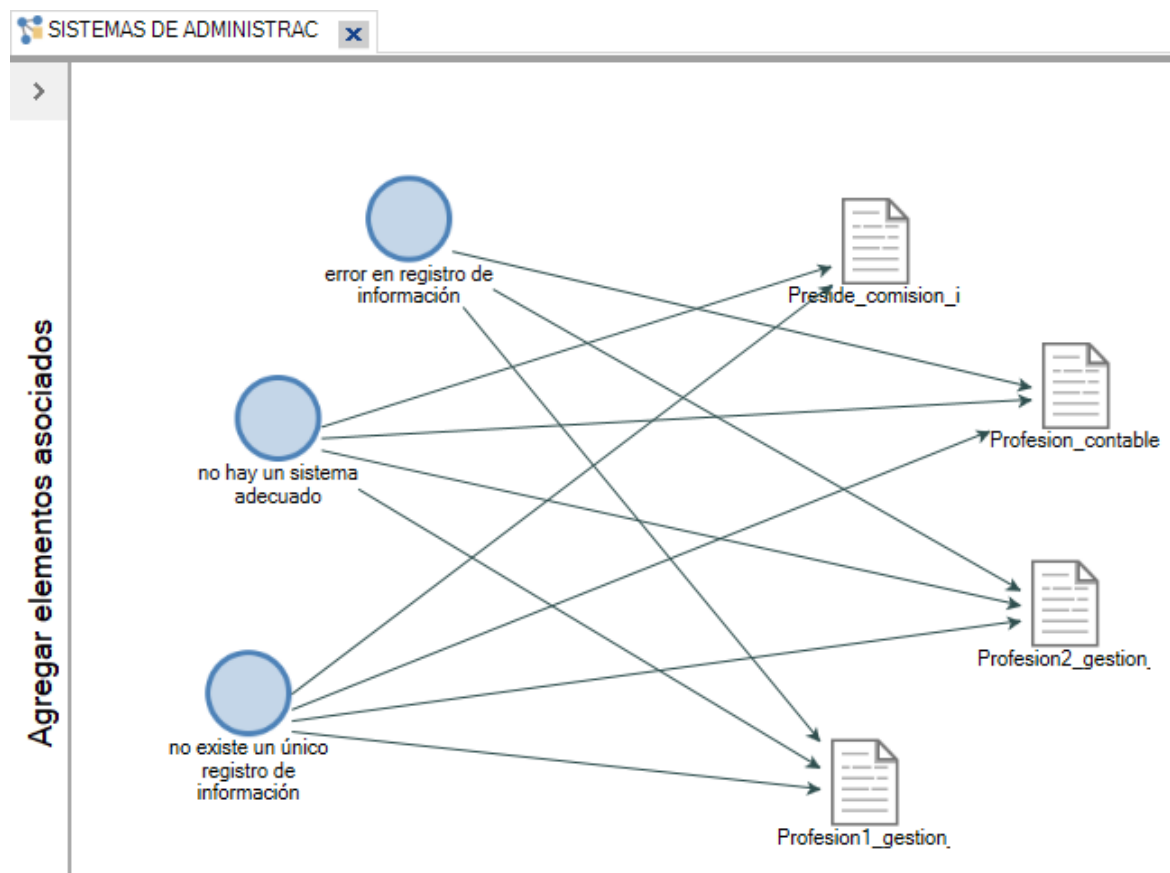 SISTEMAS DE ADMINISTRAC
Agregar elementos asociados
error en registro de
información
Preside_comision_i
Profesion_contable
no hay un sistema
adecuado
Profesion2_gestion_
no existe un único
registro de
información
Profesion1_gestion_